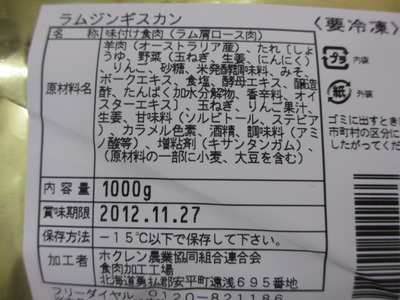 ラムジンギスカン
〈要冷凍〉
名 称 味付け食肉(ラム肩ロース肉)
原材料名
羊肉(オーストラリア産)、たれ〔しょ
うゆ、野菜(玉ねぎ、生姜、にんにく)
、りんご、砂糖、米発酵調味料、みそ、
ポークエキス、食塩、酵母エキス、醸造
酢、たんぱく加水分解物、香辛料、オイ
スターエキス〕、玉ねぎ、りんご果汁、
生姜、甘味料(ソルビトール、ステビア
)、カラメル色素、酒精、調味料(アミ
ノ酸等)、増粘剤(キサンタンガム)、
(原材料の一部に小麦、大豆を含む)
内 容 量 1000g
賞味期限 2012.11.27
保存方法 -15℃以下で保存して下さい。
加工者 ホクレン農業協同組合連合会
食肉加工工場
北海道勇払郡安平町遠浅695番地
フリーダイヤル 0120-821186
プラ 内袋
紙 外装
ゴミに出すとき
市町村の区分に
したがってくだ